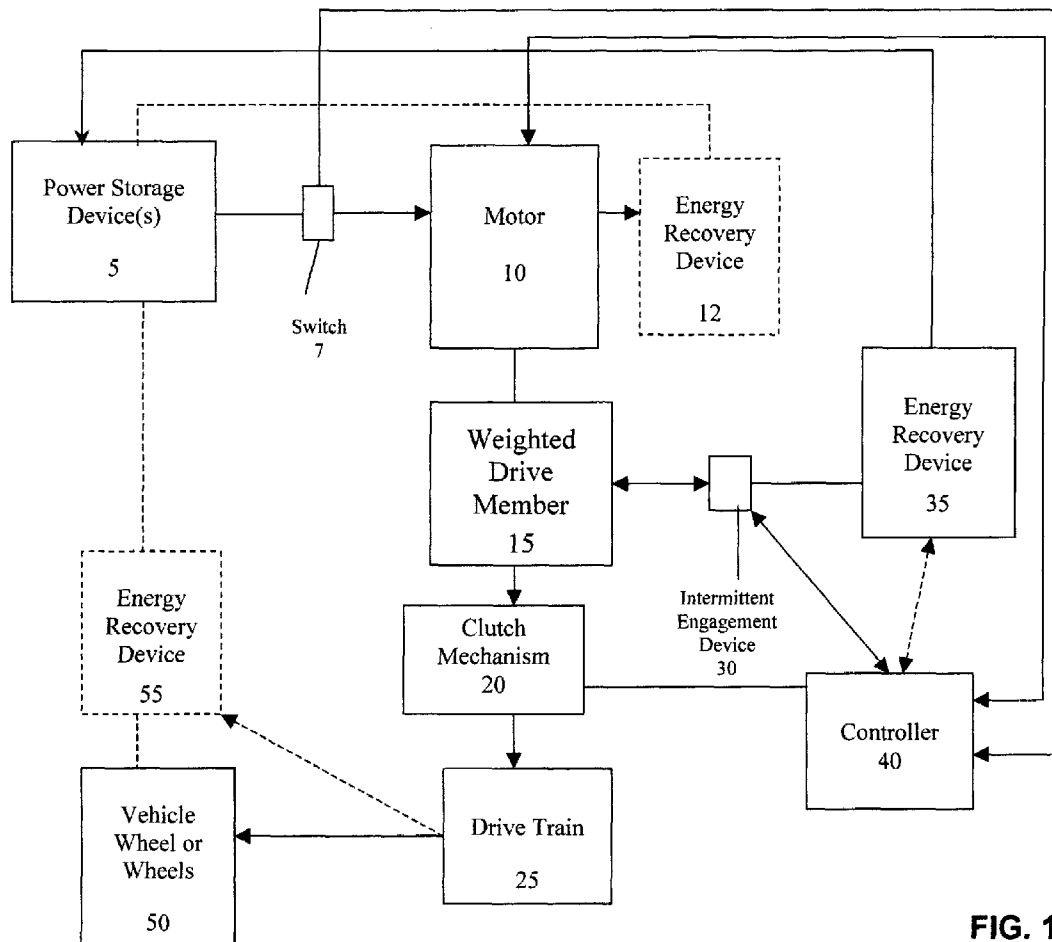 Power Storage
Device(s)
5
Switch
7
Motor
10
Energy
Recovery
Device
12
Weighted
Drive
Member
15
Intermittent
Engagement
Device
30
Energy
Recovery
Device
35
Energy
Recovery
Device
55
Clutch
Mechanism
20
Controller
40
Vehicle
Wheel or
Wheels
50
Drive Train
25
FIG. 1